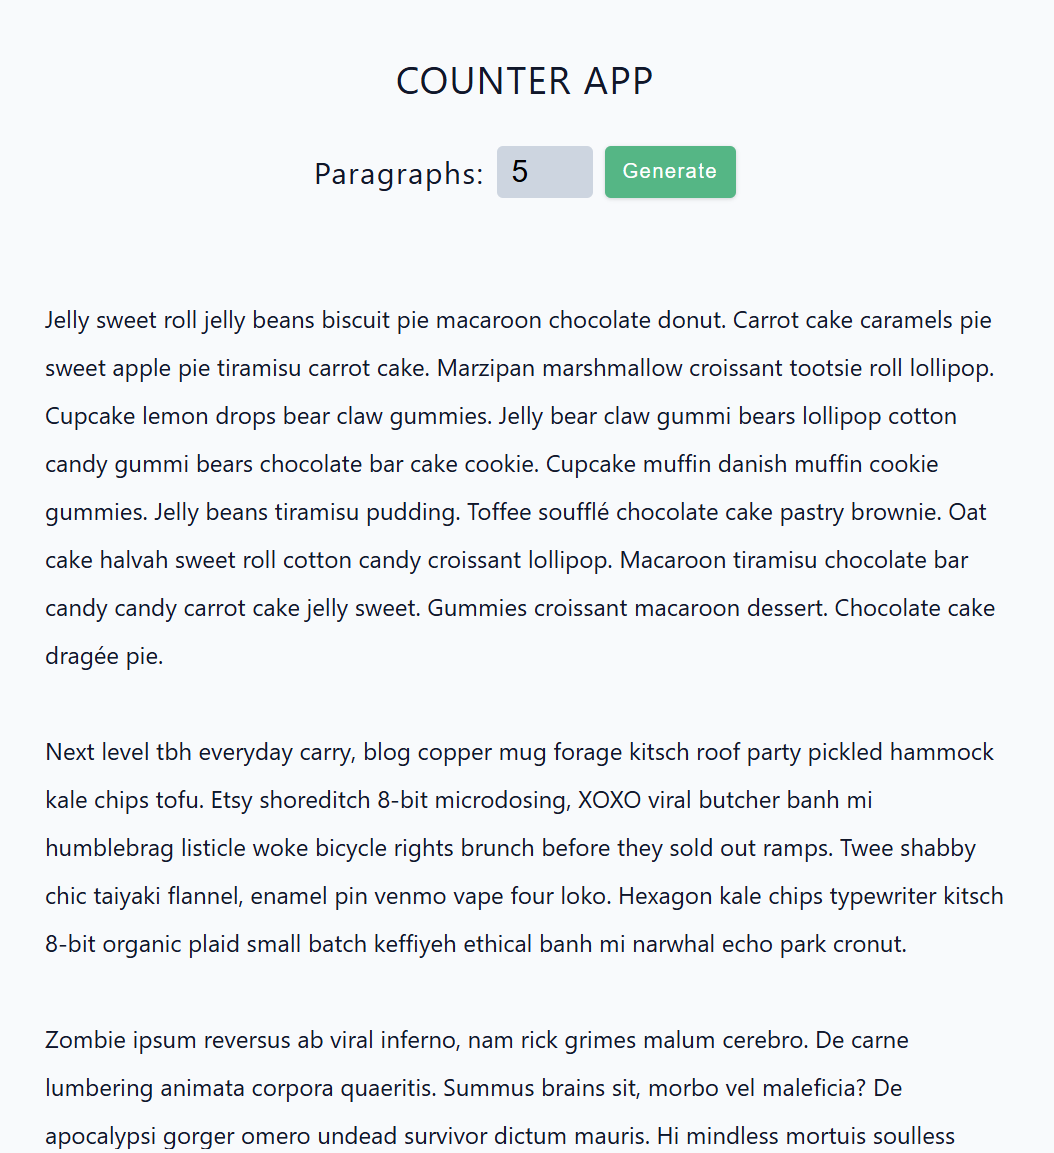 COUNTER APP
Paragraphs: 5 Generate
Jelly sweet roll jelly beans biscuit pie macaroon chocolate donut. Carrot cake caramels pie
sweet apple pie tiramisu carrot cake. Marzipan marshmallow croissant tootsie roll lollipop.
Cupcake lemon drops bear claw gummies. Jelly bear claw gummi bears lollipop cotton
candy gummi bears chocolate bar cake cookie. Cupcake muffin danish muffin cookie
gummies. Jelly beans tiramisu pudding. Toffee soufflé chocolate cake pastry brownie. Oat
cake halvah sweet roll cotton candy croissant lollipop. Macaroon tiramisu chocolate bar
candy candy carrot cake jelly sweet. Gummies croissant macaroon dessert. Chocolate cake
dragée pie.
Next level tbh everyday carry, blog copper mug forage kitsch roof party pickled hammock
kale chips tofu. Etsy shoreditch 8-bit microdosing, XOXO viral butcher banh mi
humblebrag listicle woke bicycle rights brunch before they sold out ramps. Twee shabby
chic taiyaki flannel, enamel pin venmo vape four loko. Hexagon kale chips typewriter kitsch
8-bit organic plaid small batch keffiyeh ethical banh mi narwhal echo park cronut.
Zombie ipsum reversus ab viral inferno, nam rick grimes malum cerebro. De carne
lumbering animata corpora quaeritis. Summus brains sit, morbo vel maleficia? De
apocalypsi gorger omero undead survivor dictum mauris. Hi mindless mortuis soulless